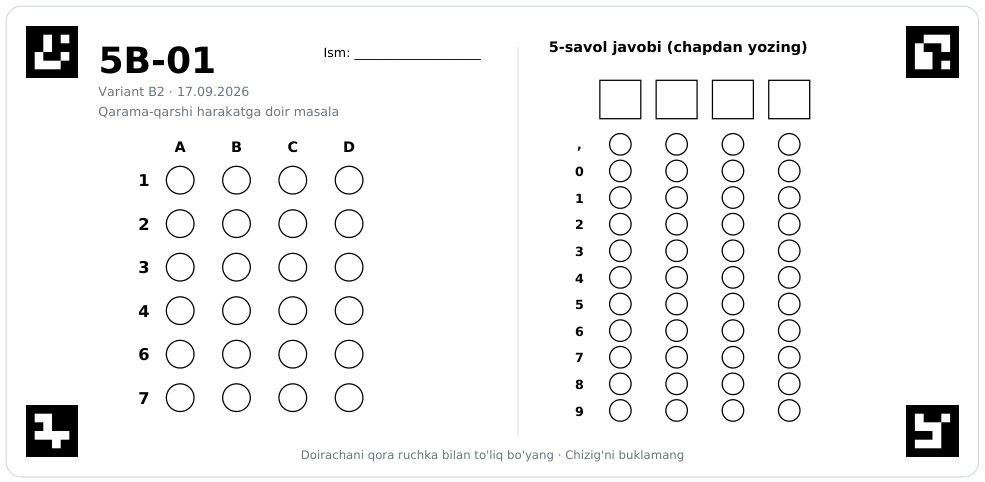 5B-01
Ism: ____________________
Variant B2 · 17.09.2026
Qarama-qarshi harakatga doir masala
A B C D
1
2
3
4
6
7
5-savol javobi (chapdan yozing)
,
0
1
2
3
4
5
6
7
8
9
Doirachani qora ruchka bilan to'liq bo'yang · Chizig'ni buklamang